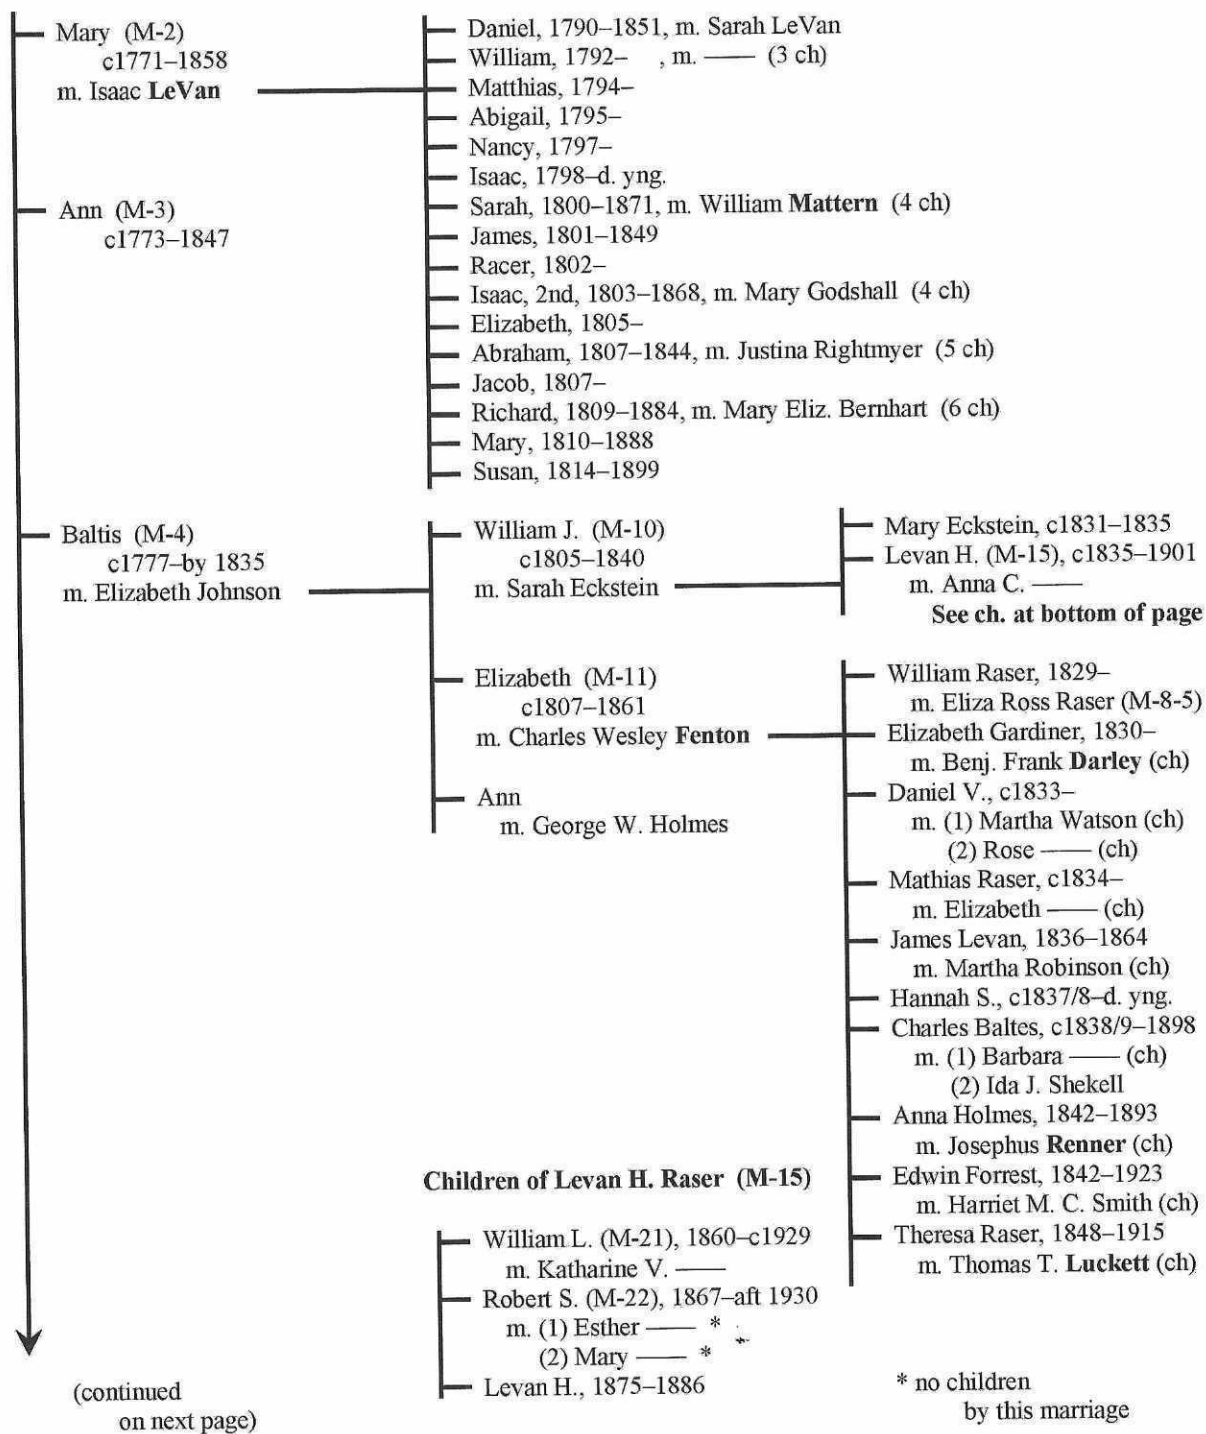 Mary (M-2)
c1771–1858
m. Isaac LeVan
Daniel, 1790–1851, m. Sarah LeVan
William, 1792– , m. —— (3 ch)
Matthias, 1794–
Abigail, 1795–
Nancy, 1797–
Isaac, 1798–d. yng.
Sarah, 1800–1871, m. William Mattern (4 ch)
James, 1801–1849
Racer, 1802–
Isaac, 2nd, 1803–1868, m. Mary Godshall (4 ch)
Elizabeth, 1805–
Abraham, 1807–1844, m. Justina Rightmyer (5 ch)
Jacob, 1807–
Richard, 1809–1884, m. Mary Eliz. Bernhart (6 ch)
Mary, 1810–1888
Susan, 1814–1899
Ann (M-3)
c1773–1847
Baltis (M-4)
c1777–by 1835
m. Elizabeth Johnson
William J. (M-10)
c1805–1840
m. Sarah Eckstein
Mary Eckstein, c1831–1835
Levan H. (M-15), c1835–1901
m. Anna C. ——
See ch. at bottom of page
Elizabeth (M-11)
c1807–1861
m. Charles Wesley Fenton
Ann
m. George W. Holmes
William Raser, 1829–
m. Eliza Ross Raser (M-8-5)
Elizabeth Gardiner, 1830–
m. Benj. Frank Darley (ch)
Daniel V., c1833–
m. (1) Martha Watson (ch)
(2) Rose —— (ch)
Mathias Raser, c1834–
m. Elizabeth —— (ch)
James Levan, 1836–1864
m. Martha Robinson (ch)
Hannah S., c1837/8–d. yng.
Charles Baltes, c1838/9–1898
m. (1) Barbara —— (ch)
(2) Ida J. Shekell
Anna Holmes, 1842–1893
m. Josephus Renner (ch)
Edwin Forrest, 1842–1923
m. Harriet M. C. Smith (ch)
Theresa Raser, 1848–1915
m. Thomas T. Luckett (ch)
Children of Levan H. Raser (M-15)
William L. (M-21), 1860–c1929
m. Katharine V. ——
Robert S. (M-22), 1867–aft 1930
m. (1) Esther —— *
(2) Mary —— *
Levan H., 1875–1886
(continued
on next page)
* no children
by this marriage